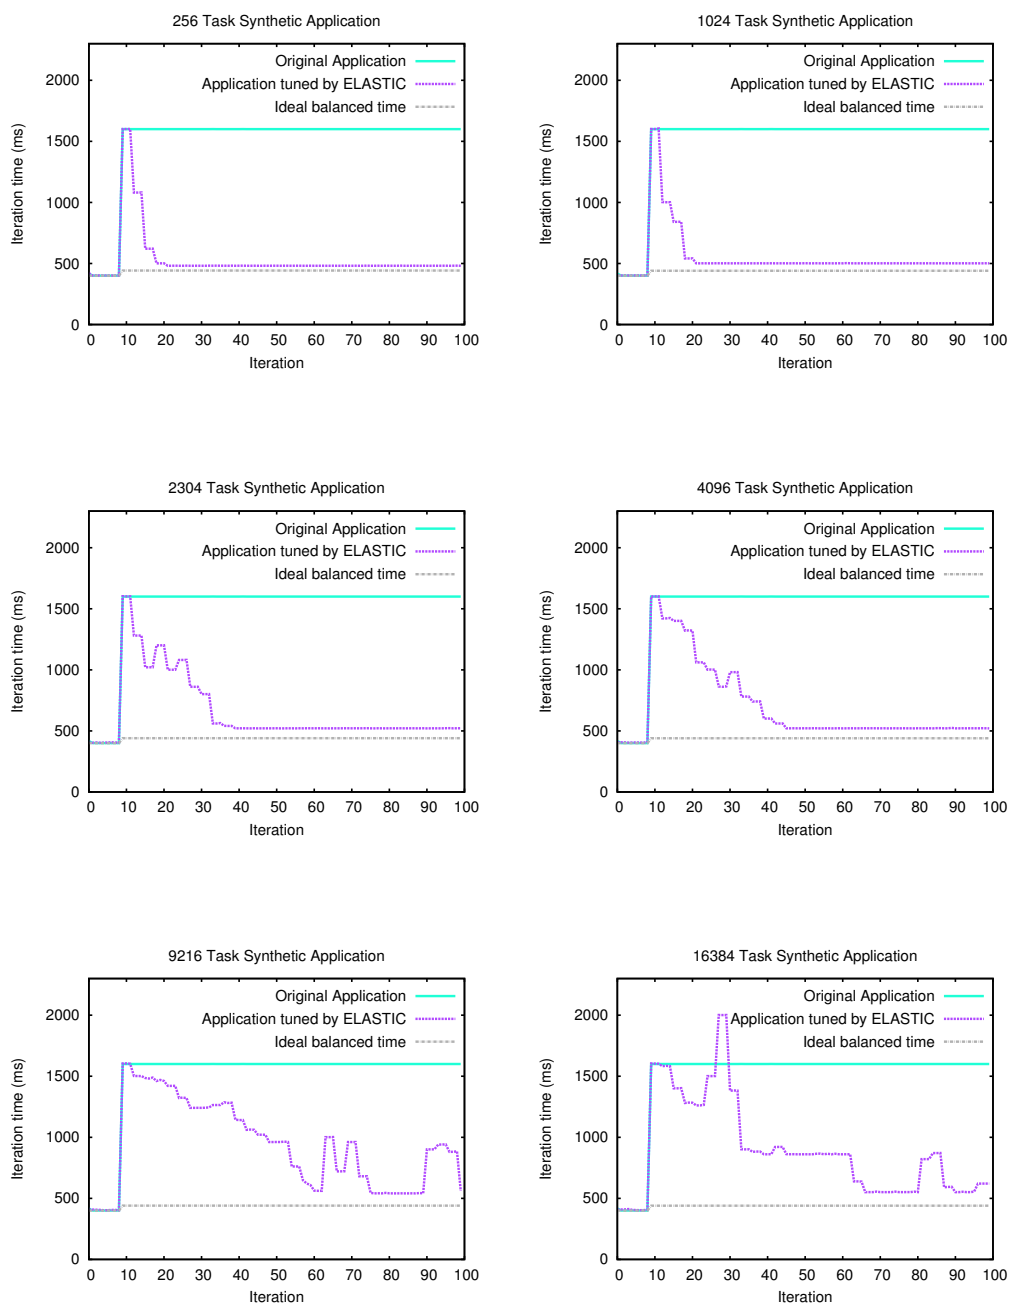 256 Task Synthetic Application
Original Application
Application tuned by ELASTIC
Ideal balanced time
2000
1500
1000
500
0
Iteration time (ms)
0 10 20 30 40 50 60 70 80 90 100
Iteration
1024 Task Synthetic Application
Original Application
Application tuned by ELASTIC
Ideal balanced time
2000
1500
1000
500
0
Iteration time (ms)
0 10 20 30 40 50 60 70 80 90 100
Iteration
2304 Task Synthetic Application
Original Application
Application tuned by ELASTIC
Ideal balanced time
2000
1500
1000
500
0
Iteration time (ms)
0 10 20 30 40 50 60 70 80 90 100
Iteration
4096 Task Synthetic Application
Original Application
Application tuned by ELASTIC
Ideal balanced time
2000
1500
1000
500
0
Iteration time (ms)
0 10 20 30 40 50 60 70 80 90 100
Iteration
9216 Task Synthetic Application
Original Application
Application tuned by ELASTIC
Ideal balanced time
2000
1500
1000
500
0
Iteration time (ms)
0 10 20 30 40 50 60 70 80 90 100
Iteration
16384 Task Synthetic Application
Original Application
Application tuned by ELASTIC
Ideal balanced time
2000
1500
1000
500
0
Iteration time (ms)
0 10 20 30 40 50 60 70 80 90 100
Iteration